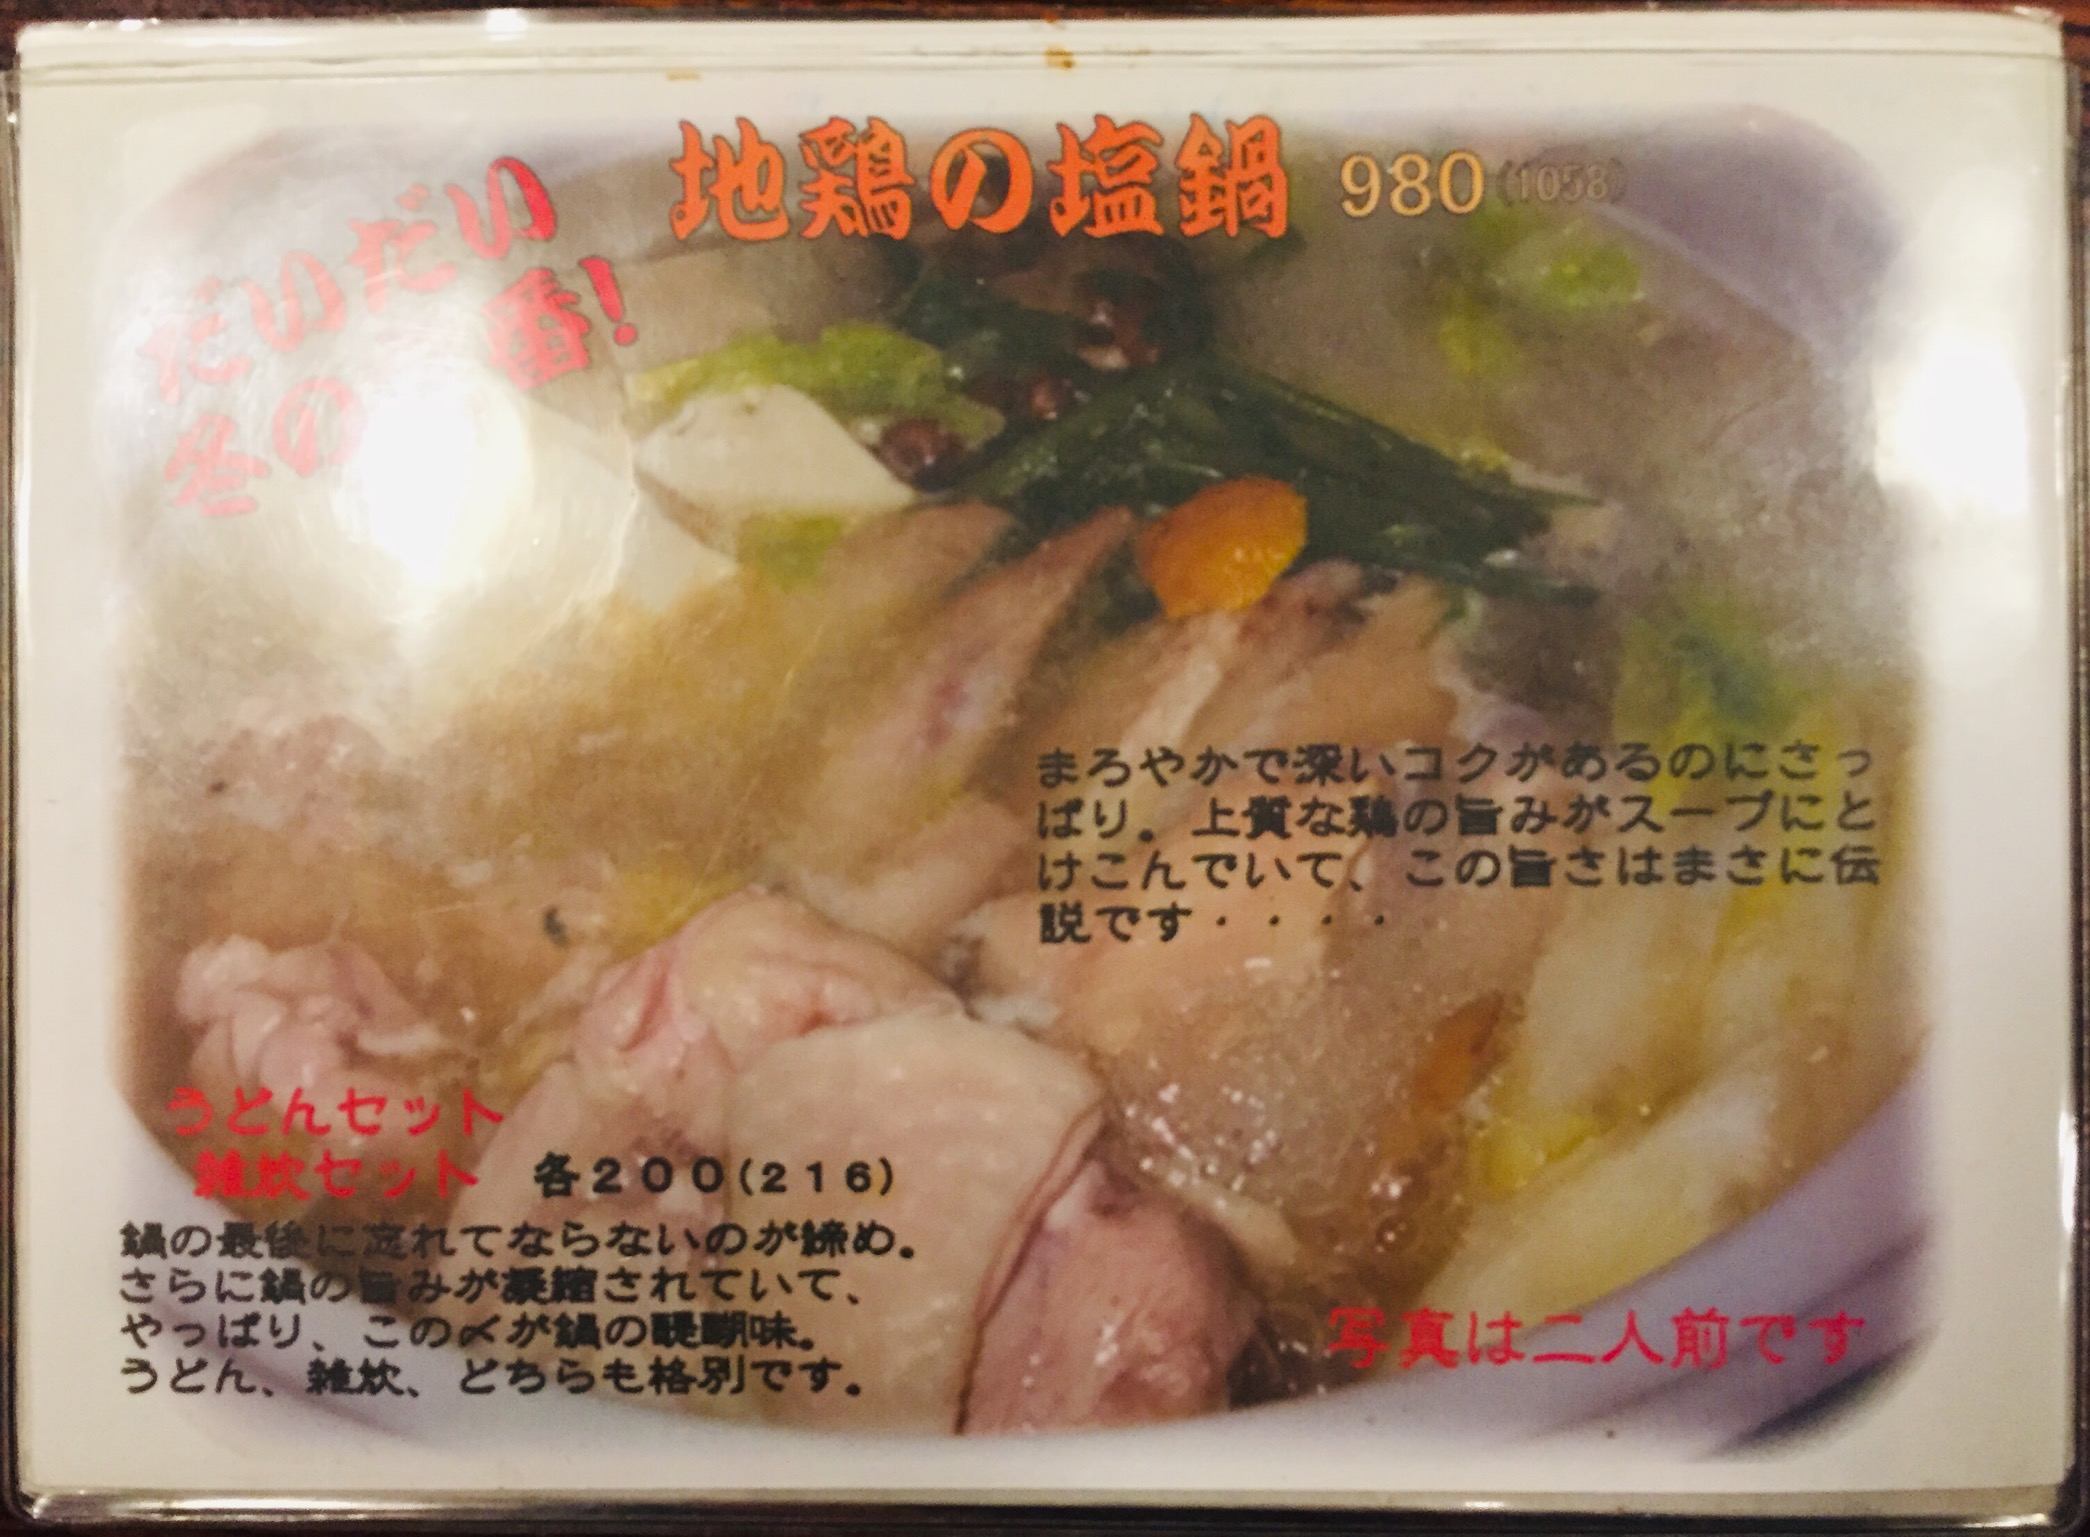 地鶏の塩鍋 980(1058)
だいだい
冬の一番!
まろやかで深いコクがあるのにさっ
ぱり。上質な鶏の旨みがスープにと
けこんでいて、この旨さはまさに伝
説です・・・・
うどんセット
雑炊セット 各200(216)
鍋の最後に忘れてならないのが締め。
さらに鍋の旨みが凝縮されていて、
やっぱり、この〆が鍋の醍醐味。
うどん、雑炊、どちらも格別です。
写真は二人前です